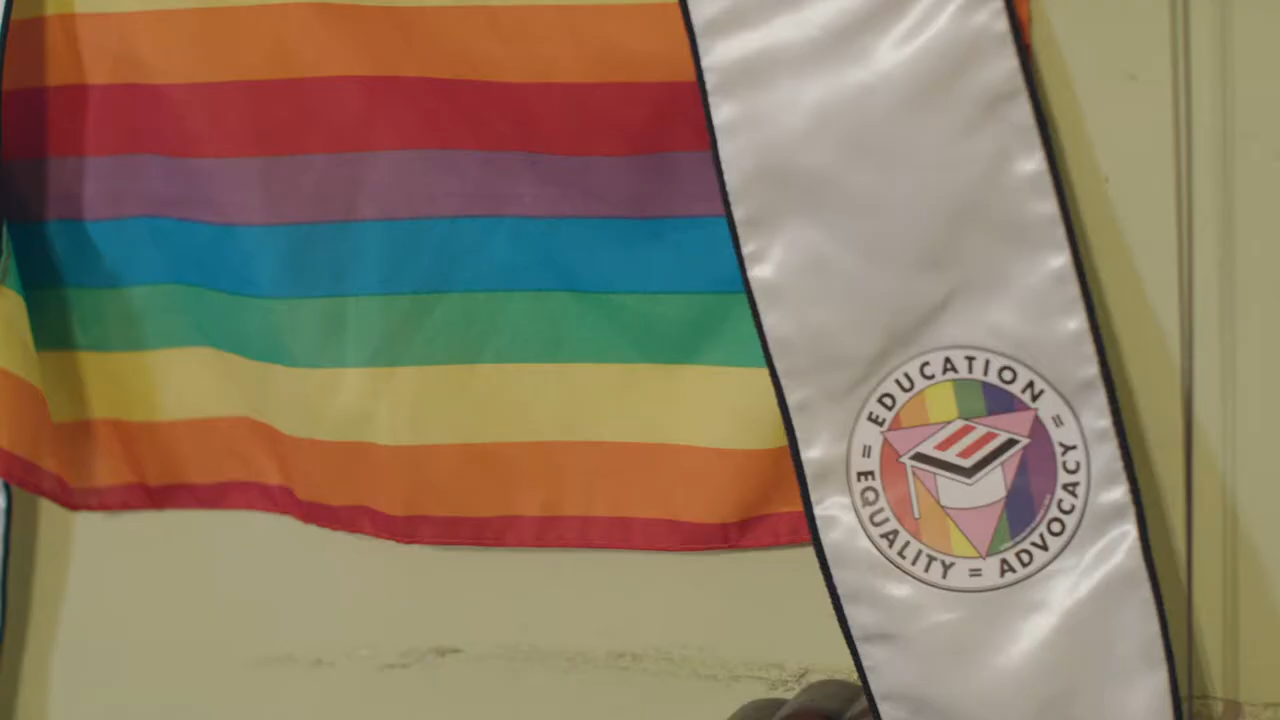 = EDUCATION =
EQUALITY = ADVOCACY